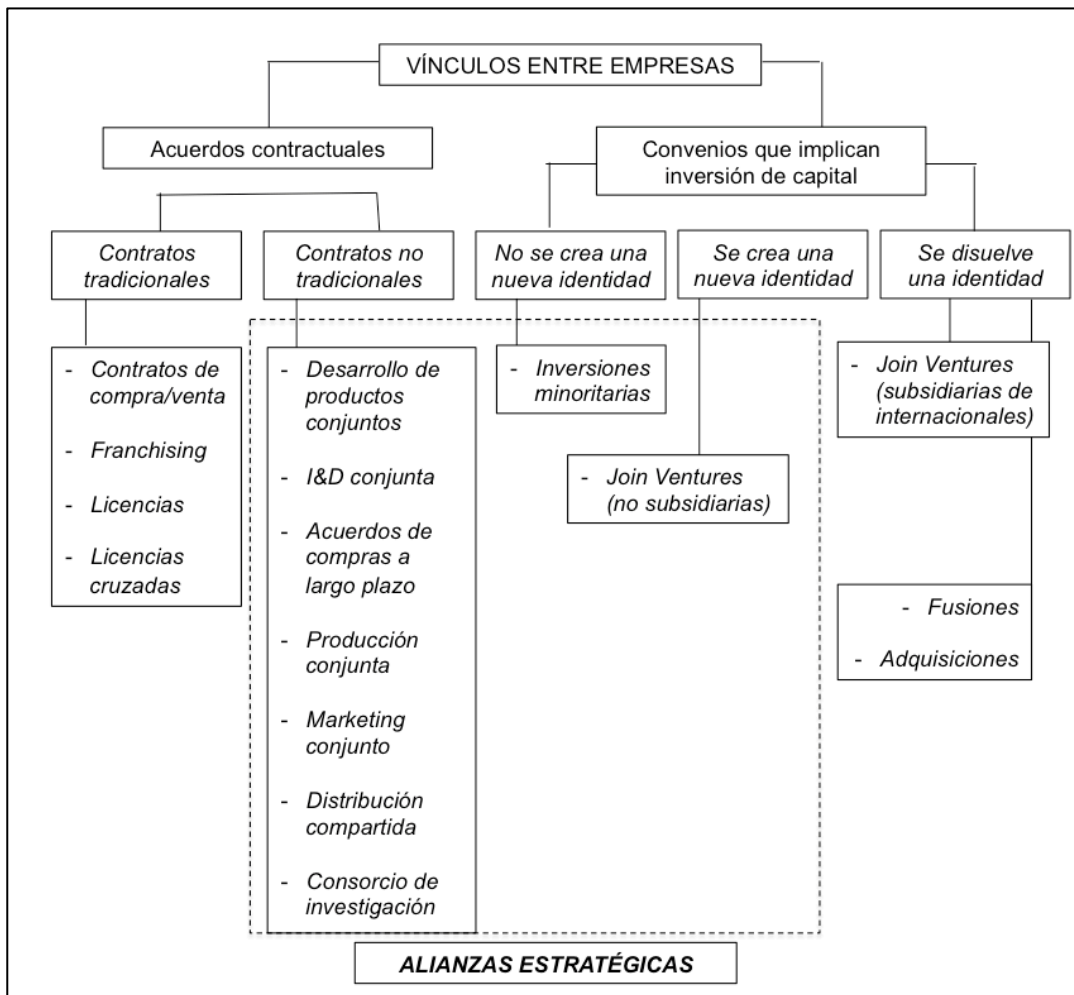 VÍNCULOS ENTRE EMPRESAS
Acuerdos contractuales
Convenios que implican
inversión de capital
Contratos
tradicionales
Contratos no
tradicionales
No se crea una
nueva identidad
Se crea una
nueva identidad
Se disuelve
una identidad
- Contratos de
compra/venta
- Franchising
- Licencias
- Licencias
cruzadas
- Desarrollo de
productos
conjuntos
- I&D conjunta
- Acuerdos de
compras a
largo plazo
- Producción
conjunta
- Marketing
conjunto
- Distribución
compartida
- Consorcio de
investigación
- Inversiones
minoritarias
- Join Ventures
(no subsidiarias)
- Join Ventures
(subsidiarias de
internacionales)
- Fusiones
- Adquisiciones
ALIANZAS ESTRATÉGICAS